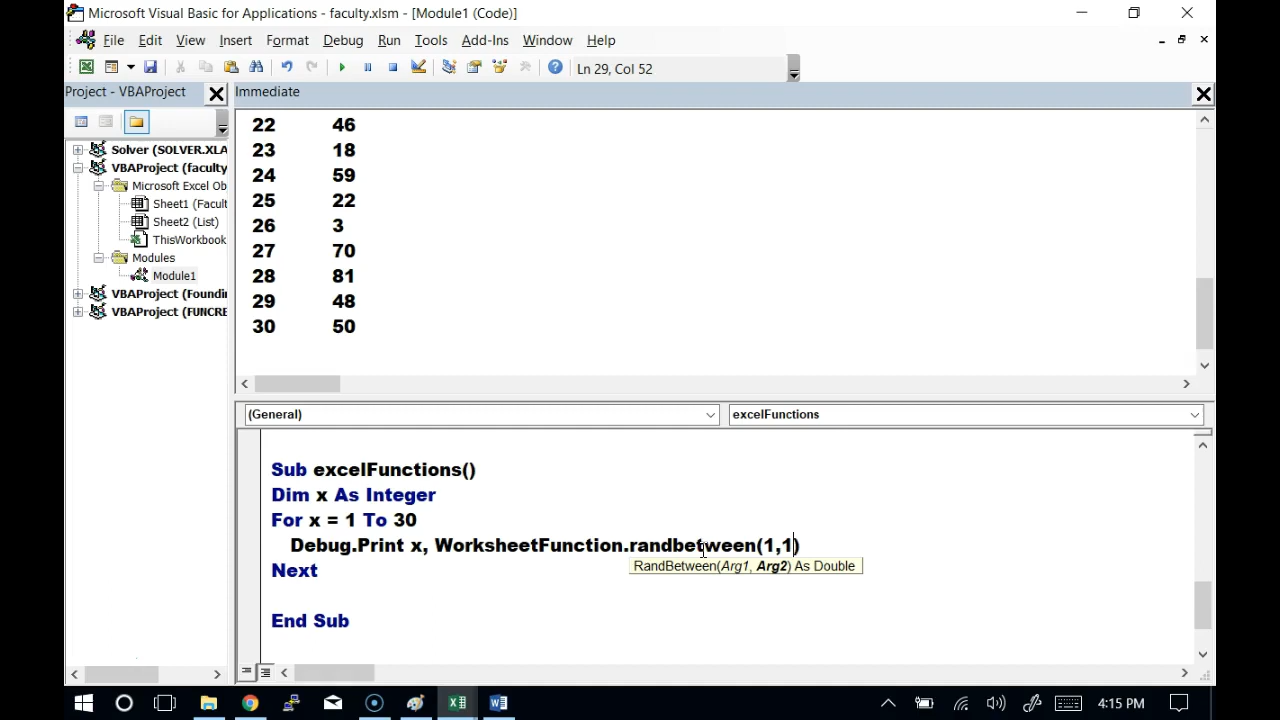 Microsoft Visual Basic for Applications - faculty.xlsm - [Module1 (Code)]
File Edit View Insert Format Debug Run Tools Add-Ins Window Help
Ln 29, Col 52
Project - VBAProject
Immediate
Solver (SOLVER.XLA
VBAProject (faculty
Microsoft Excel Ob
Sheet1 (Facult
Sheet2 (List)
ThisWorkbook
Modules
Module1
VBAProject (Foundin
VBAProject (FUNCRE
22 46
23 18
24 59
25 22
26 3
27 70
28 81
29 48
30 50
(General) excelFunctions
Sub excelFunctions()
Dim x As Integer
For x = 1 To 30
Debug.Print x, WorksheetFunction.randbetween(1,1)
RandBetween(Arg1, Arg2) As Double
Next
End Sub
4:15 PM